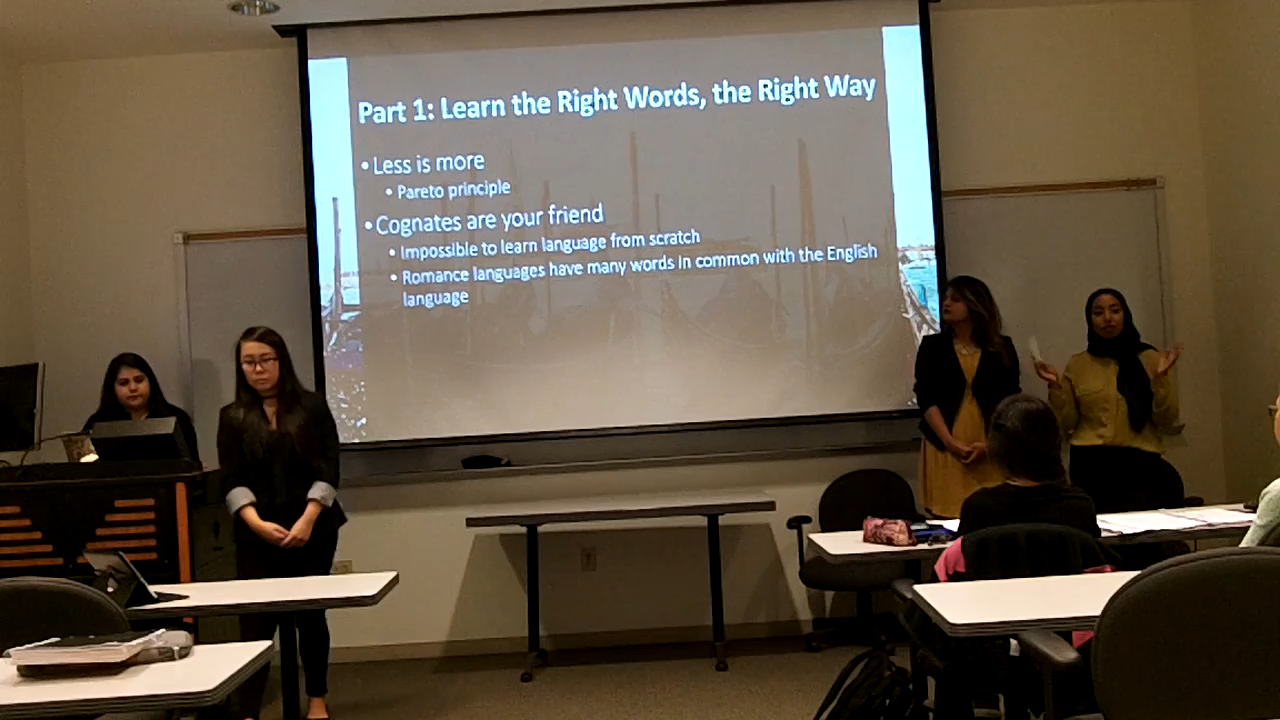 Part 1: Learn the Right Words, the Right Way
• Less is more
• Pareto principle
• Cognates are your friend
• Impossible to learn language from scratch
• Romance languages have many words in common with the English
language